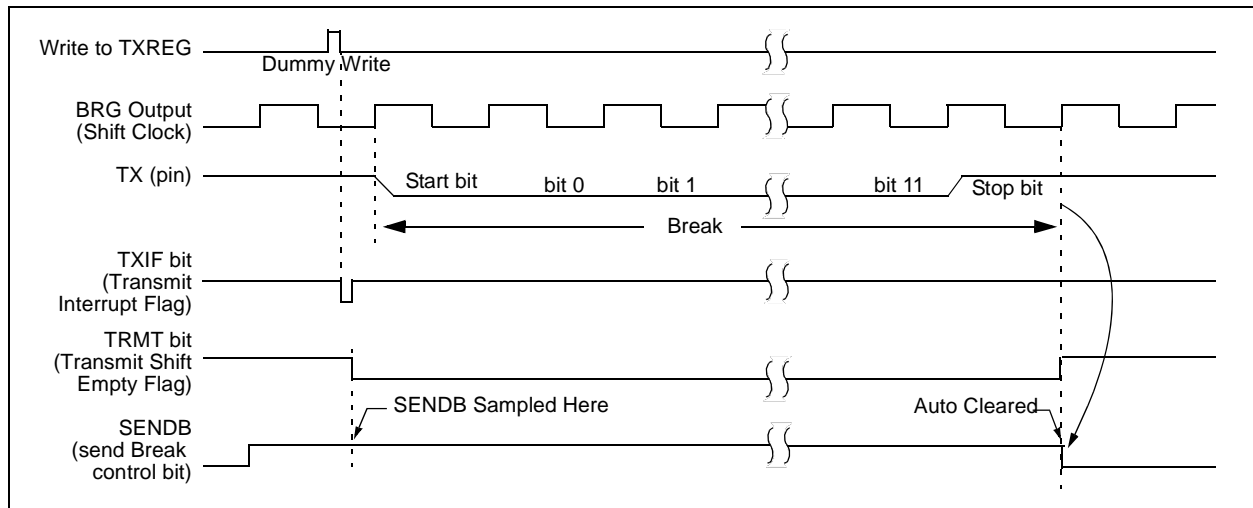 Write to TXREG
Dummy Write
BRG Output
(Shift Clock)
TX (pin)
Start bit
bit 0
bit 1
bit 11
Stop bit
Break
TXIF bit
(Transmit
Interrupt Flag)
TRMT bit
(Transmit Shift
Empty Flag)
SENDB Sampled Here
Auto Cleared
SENDB
(send Break
control bit)